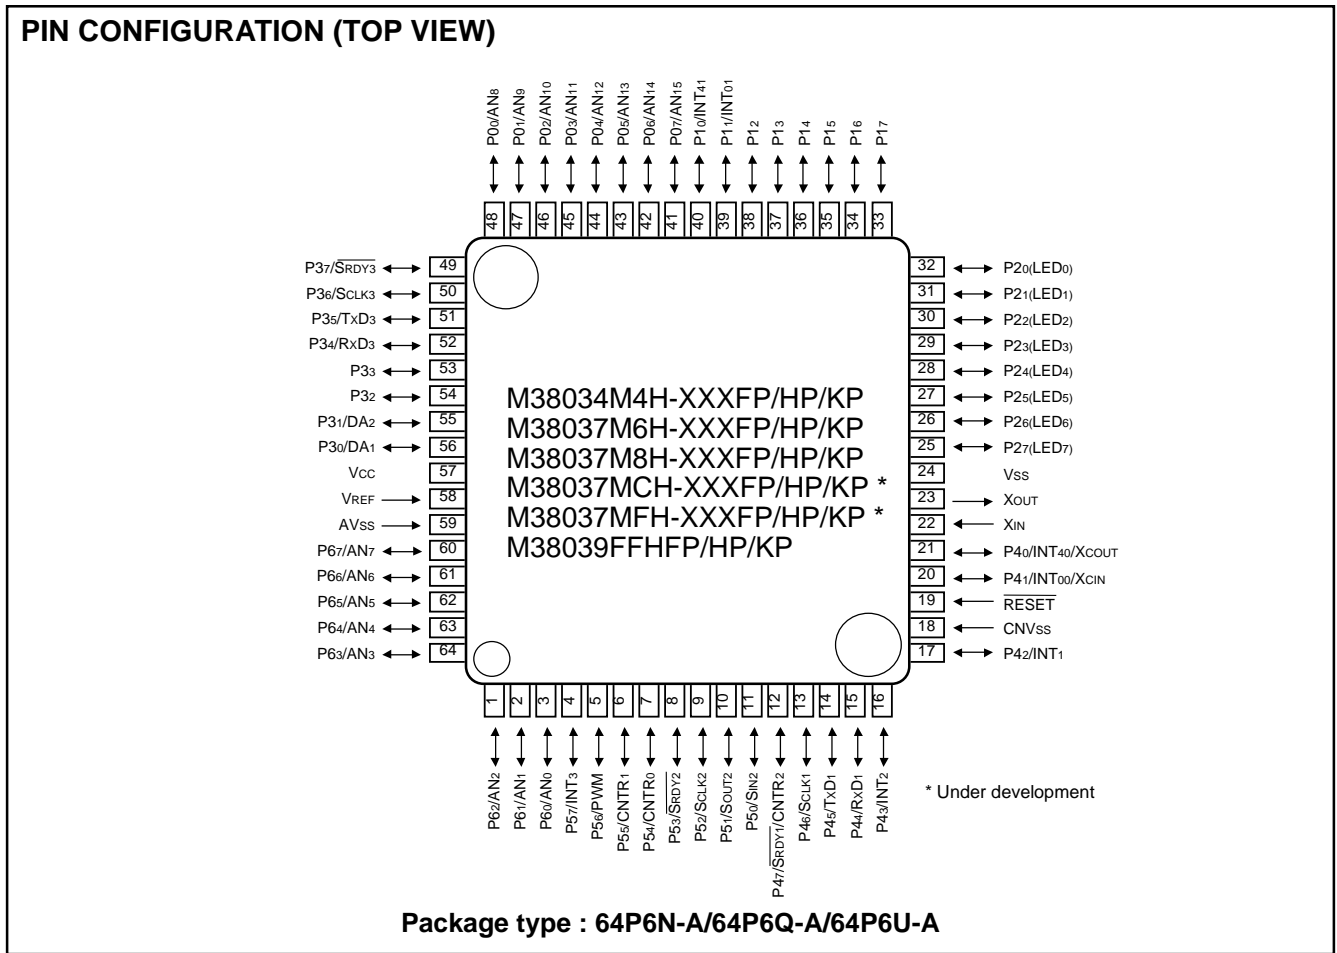 PIN CONFIGURATION (TOP VIEW)
P00/AN8
P01/AN9
P02/AN10
P03/AN11
P04/AN12
P05/AN13
P06/AN14
P07/AN15
P10/INT41
P11/INT01
P12
P13
P14
P15
P16
P17
48
47
46
45
44
43
42
41
40
39
38
37
36
35
34
33
P37/SRDY3 49
P36/SCLK3 50
P35/TXD3 51
P34/RXD3 52
P33 53
P32 54
P31/DA2 55
P30/DA1 56
VCC 57
VREF 58
AVSS 59
P67/AN7 60
P66/AN6 61
P65/AN5 62
P64/AN4 63
P63/AN3 64
M38034M4H-XXXFP/HP/KP
M38037M6H-XXXFP/HP/KP
M38037M8H-XXXFP/HP/KP
M38037MCH-XXXFP/HP/KP *
M38037MFH-XXXFP/HP/KP *
M38039FFHFP/HP/KP
32 P20(LED0)
31 P21(LED1)
30 P22(LED2)
29 P23(LED3)
28 P24(LED4)
27 P25(LED5)
26 P26(LED6)
25 P27(LED7)
24 VSS
23 XOUT
22 XIN
21 P40/INT40/XCOUT
20 P41/INT00/XCIN
19 RESET
18 CNVSS
17 P42/INT1
1
2
3
4
5
6
7
8
9
10
11
12
13
14
15
16
P62/AN2
P61/AN1
P60/AN0
P57/INT3
P56/PWM
P55/CNTR1
P54/CNTR0
P53/SRDY2
P52/SCLK2
P51/SOUT2
P50/SIN2
P47/SRDY1/CNTR2
P46/SCLK1
P45/TXD1
P44/RXD1
P43/INT2
* Under development
Package type : 64P6N-A/64P6Q-A/64P6U-A